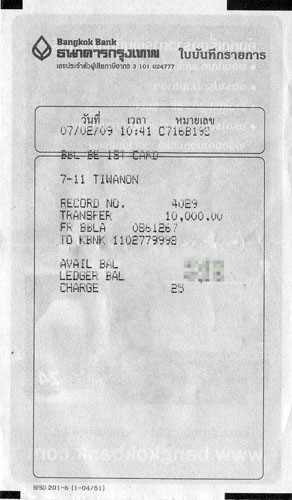 Bangkok Bank
ธนาคารกรุงเทพ ใบบันทึกรายการ
เลขประจำตัวผู้เสียภาษีอากร 3 101 024777
วันที่ เวลา หมายเลข
07/02/09 10:41 C716B198
BBL BE 1ST CARD
7-11 TIWANON
RECORD NO. 4029
TRANSFER 10,000.00
FR BBLA 0861267
TO KBNK 1102779998
AVAIL BAL
LEDGER BAL
CHARGE 25
www.bangkokbank.com
SFSD 201-6 (1-04/51)